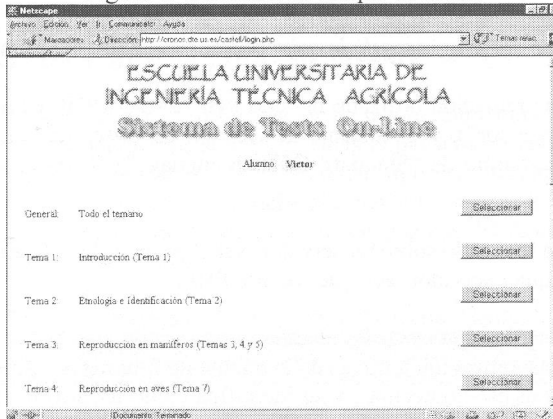 Netscape
Archivo Edición Ver Ir Communicator Ayuda
Marcadores Dirección: http://cronos.dte.us.es/castell/login.php
ESCUELA UNIVERSITARIA DE
INGENIERÍA TÉCNICA AGRÍCOLA
Sistema de Tests On-Line
Alumno: Victor
General: Todo el temario Seleccionar
Tema 1: Introducción (Tema 1) Seleccionar
Tema 2: Etnologia e Identificación (Tema 2) Seleccionar
Tema 3: Reproduccion en mamíferos (Temas 3, 4 y 5) Seleccionar
Tema 4: Reproduccion en aves (Tema 7) Seleccionar
Documento: Terminado